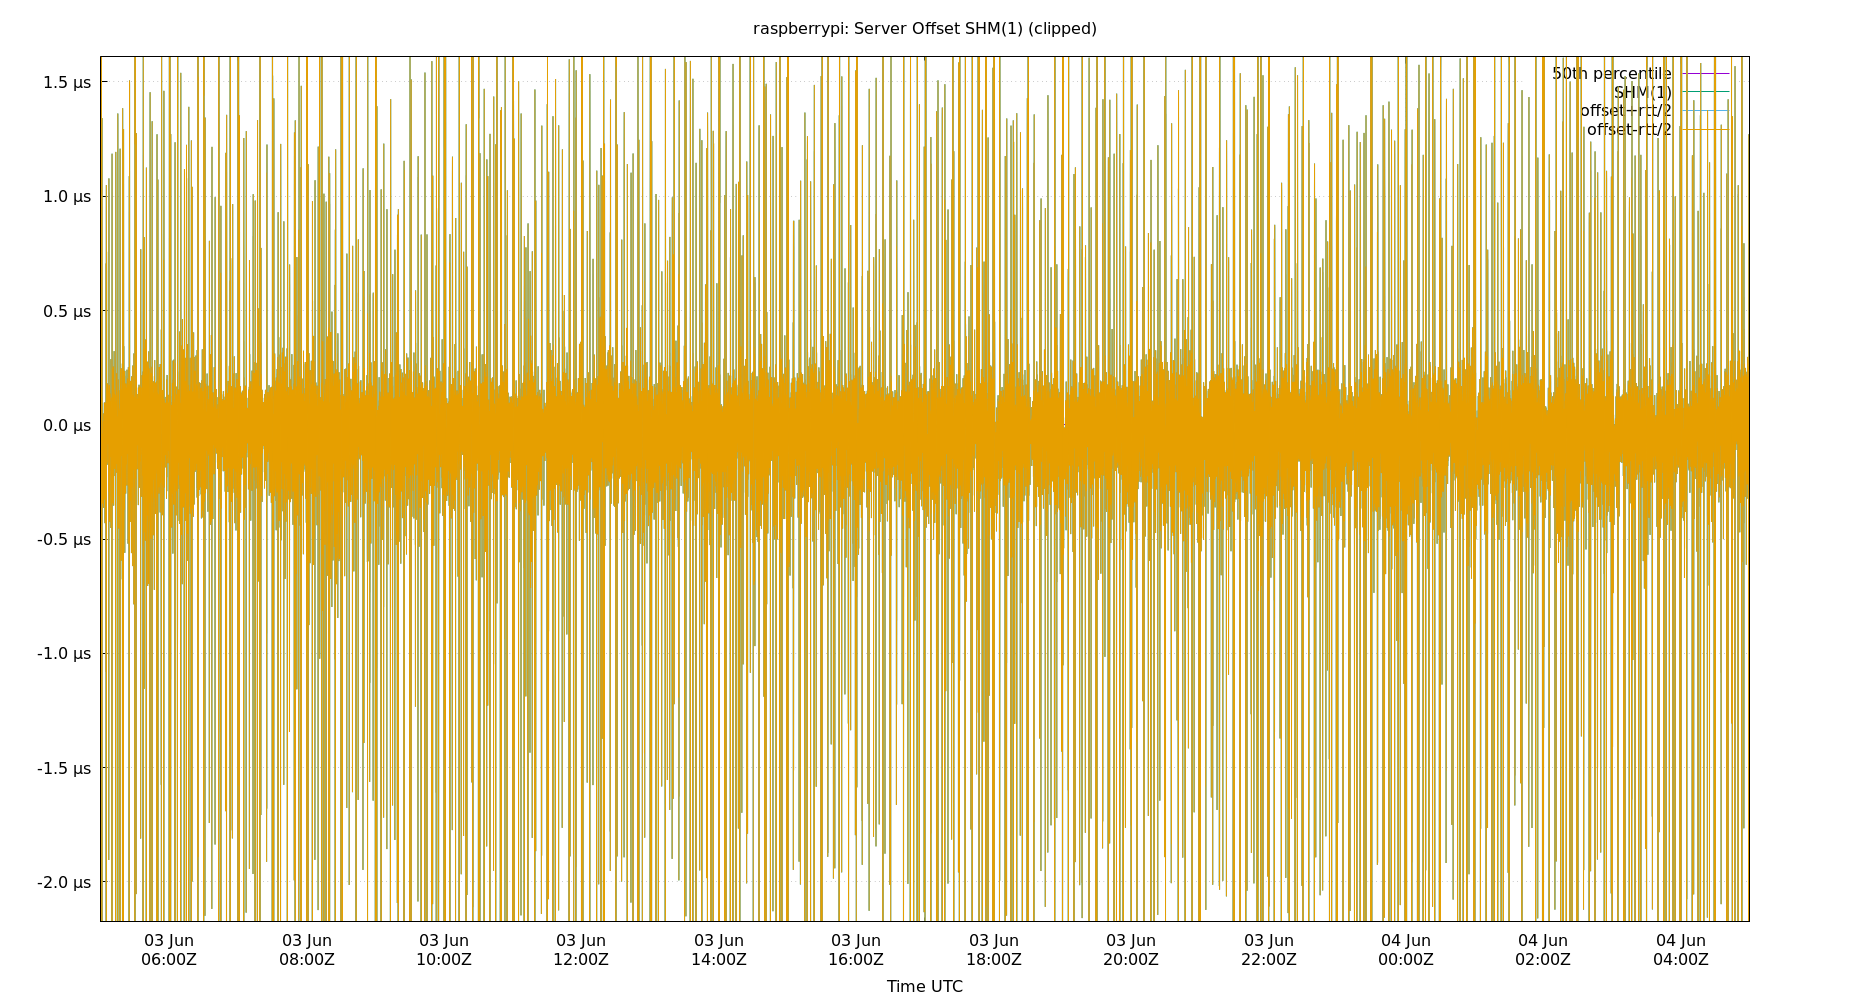 raspberrypi: Server Offset SHM(1) (clipped)
50th percentile
SHM(1)
offset+rtt/2
offset-rtt/2
1.5 µs
1.0 µs
0.5 µs
0.0 µs
-0.5 µs
-1.0 µs
-1.5 µs
-2.0 µs
03 Jun 03 Jun 03 Jun 03 Jun 03 Jun 03 Jun 03 Jun 03 Jun 03 Jun 04 Jun 04 Jun 04 Jun
06:00Z 08:00Z 10:00Z 12:00Z 14:00Z 16:00Z 18:00Z 20:00Z 22:00Z 00:00Z 02:00Z 04:00Z
Time UTC